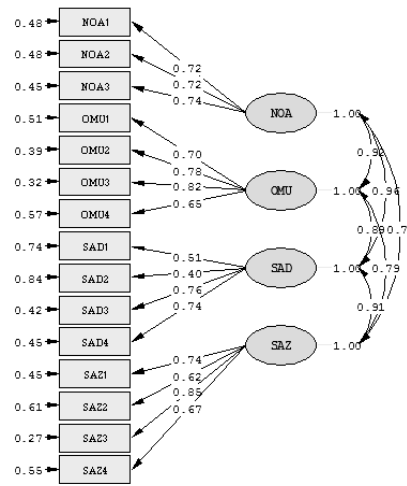 0.48 NOA1
0.48 NOA2
0.72
0.72
0.45 NOA3
0.74
NOA 1.00
0.51 OMU1
0.70
0.92
0.39 OMU2
0.78
0.32 OMU3
0.82
OMU 1.00 0.96
0.57 OMU4
0.65
0.89 0.7
0.74 SAD1
0.51
0.84 SAD2
0.40
SAD 1.00 0.79
0.76
0.42 SAD3
0.74
0.91
0.45 SAD4
SAZ 1.00
0.74
0.45 SAZ1
0.62
0.85
0.61 SAZ2
0.67
0.27 SAZ3
0.55 SAZ4